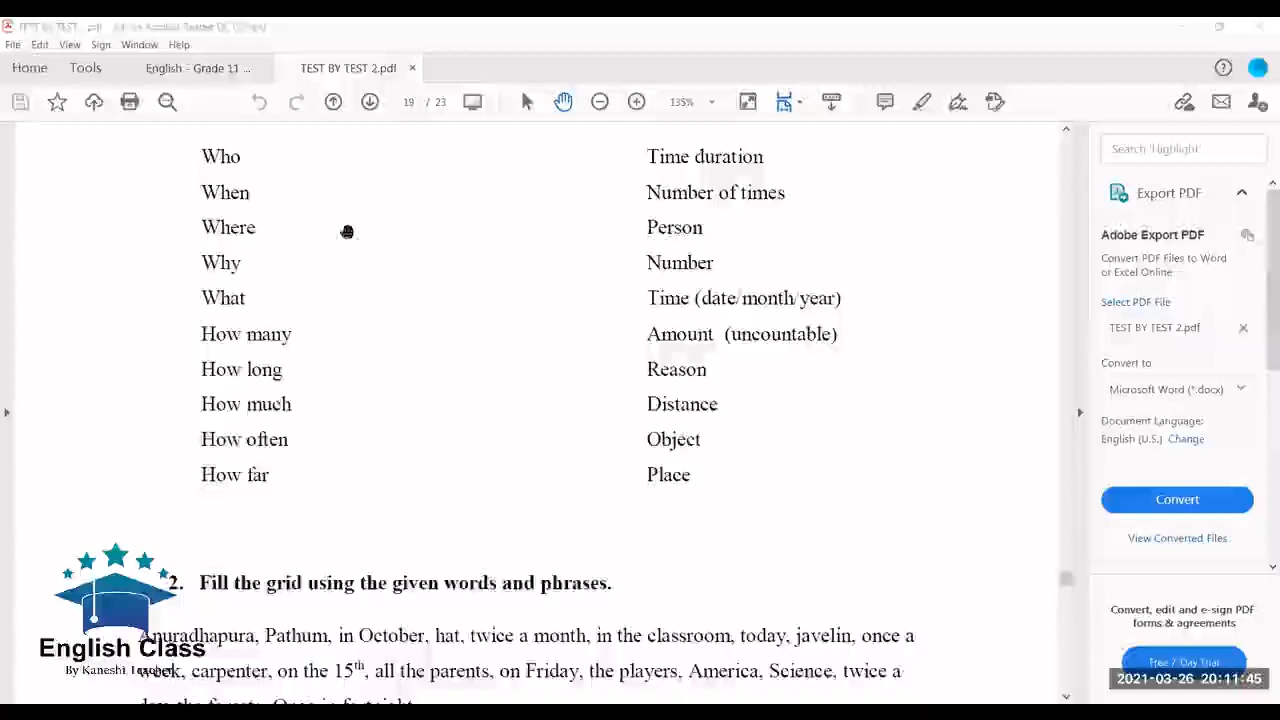 File Edit View Sign Window Help
Home Tools English - Grade 11 ... TEST BY TEST 2.pdf ×
19 / 23 135%
Who Time duration
When Number of times
Where Person
Why Number
What Time (date/month/year)
How many Amount (uncountable)
How long Reason
How much Distance
How often Object
How far Place
2. Fill the grid using the given words and phrases.
Anuradhapura, Pathum, in October, hat, twice a month, in the classroom, today, javelin, once a
week, carpenter, on the 15th, all the parents, on Friday, the players, America, Science, twice a
English Class
By Kaneshi Teacher
Search 'Highlight'
Export PDF
Adobe Export PDF
Convert PDF Files to Word
or Excel Online
Select PDF File
TEST BY TEST 2.pdf ×
Convert to
Microsoft Word (*.docx)
Document Language:
English (U.S.) Change
Convert
View Converted Files
Convert, edit and e-sign PDF
forms & agreements
Free 7-Day Trial
2021-03-26 20:11:45